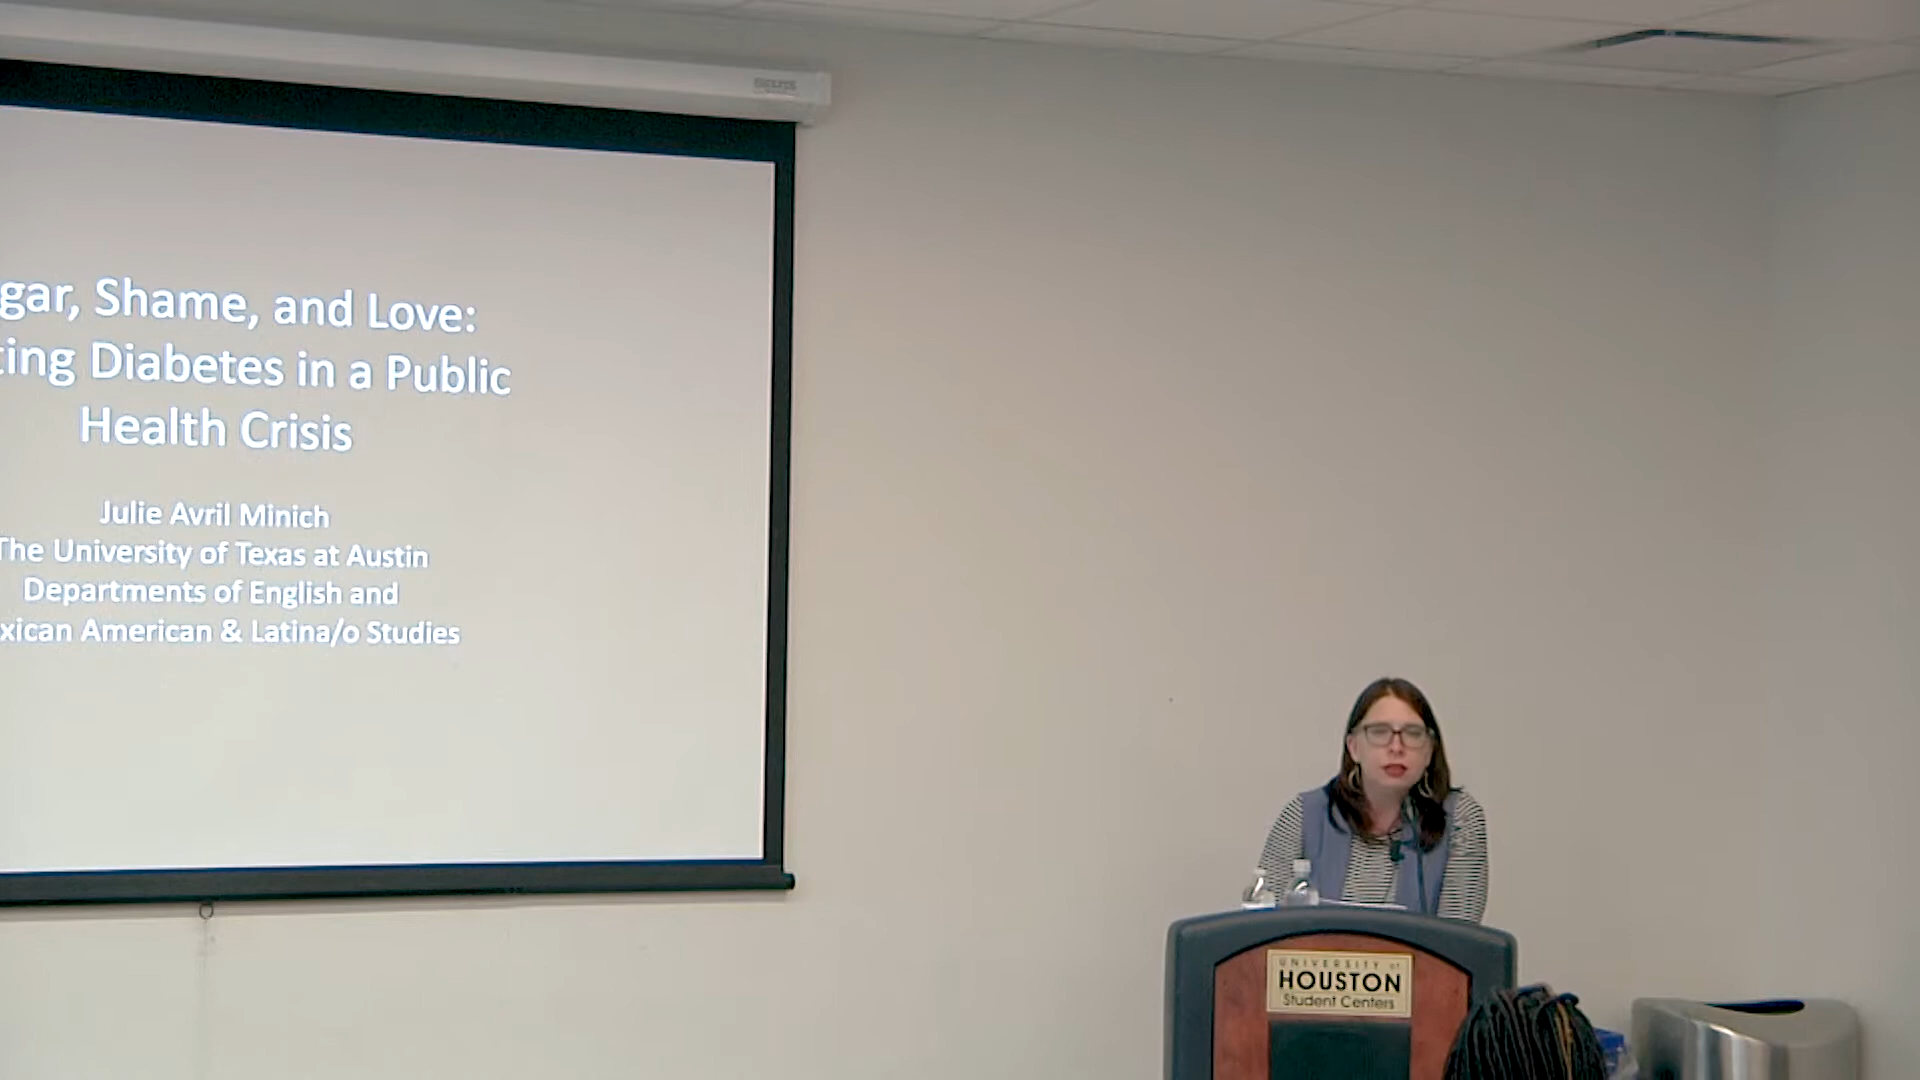 gar, Shame, and Love:
ting Diabetes in a Public
Health Crisis
Julie Avril Minich
The University of Texas at Austin
Departments of English and
xican American & Latina/o Studies
UNIVERSITY of
HOUSTON
Student Centers